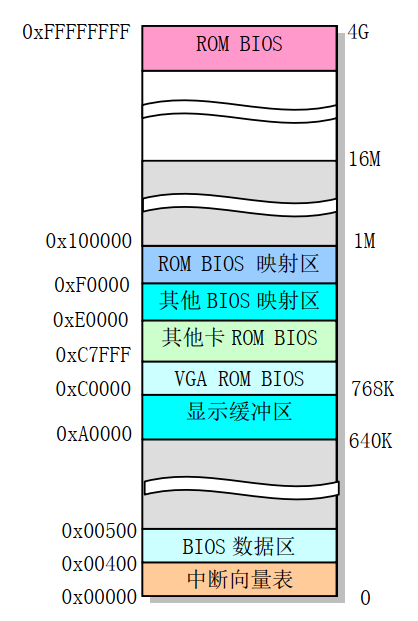 0xFFFFFFFF ROM BIOS 4G
16M
0x100000 1M
ROM BIOS 映射区
0xF0000
其他 BIOS 映射区
0xE0000
其他卡 ROM BIOS
0xC7FFF
VGA ROM BIOS
0xC0000 768K
显示缓冲区
0xA0000 640K
0x00500
BIOS 数据区
0x00400
中断向量表
0x00000 0